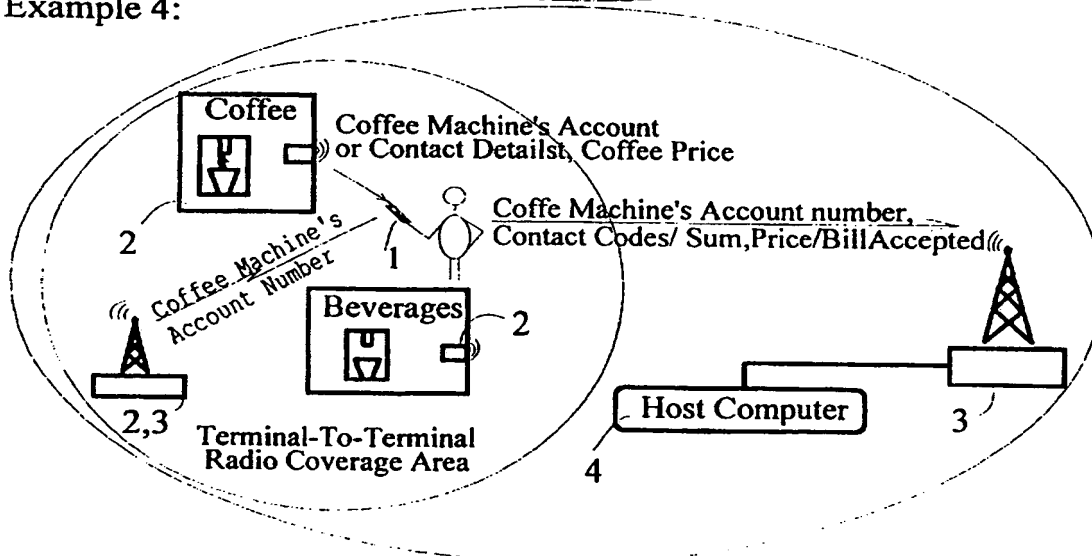 Example 4:
Coffee
Coffee Machine's Account
or Contact Detailst, Coffee Price
2
1
Coffe Machine's Account number,
Contact Codes/ Sum,Price/BillAccepted
Coffee Machine's
Account Number
Beverages
2
2,3
Terminal-To-Terminal
Radio Coverage Area
Host Computer
4
3